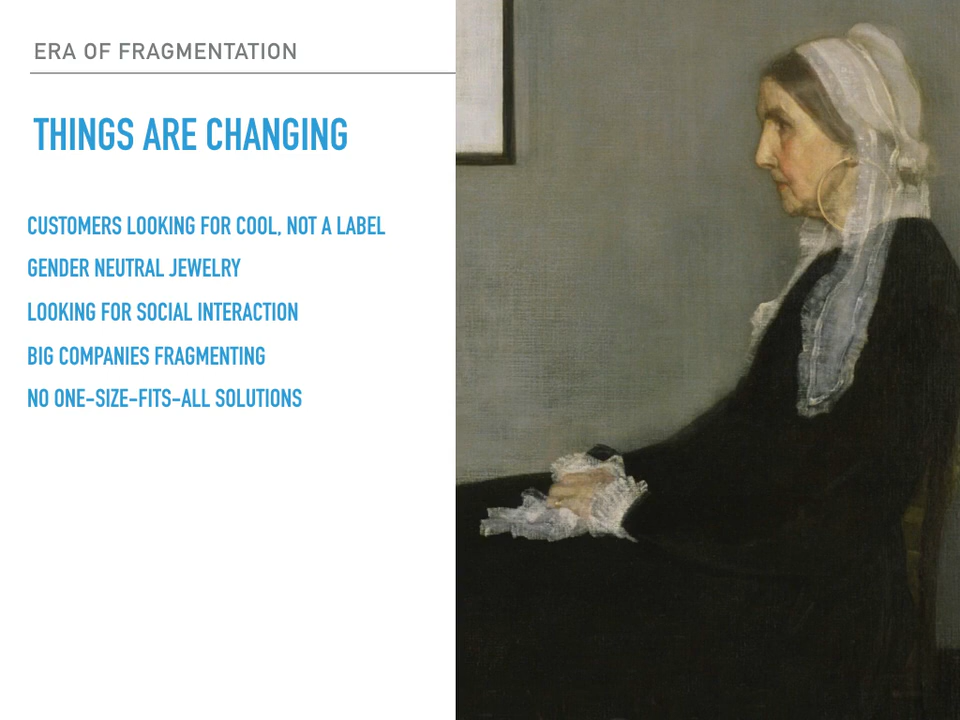 ERA OF FRAGMENTATION
THINGS ARE CHANGING
CUSTOMERS LOOKING FOR COOL, NOT A LABEL
GENDER NEUTRAL JEWELRY
LOOKING FOR SOCIAL INTERACTION
BIG COMPANIES FRAGMENTING
NO ONE-SIZE-FITS-ALL SOLUTIONS